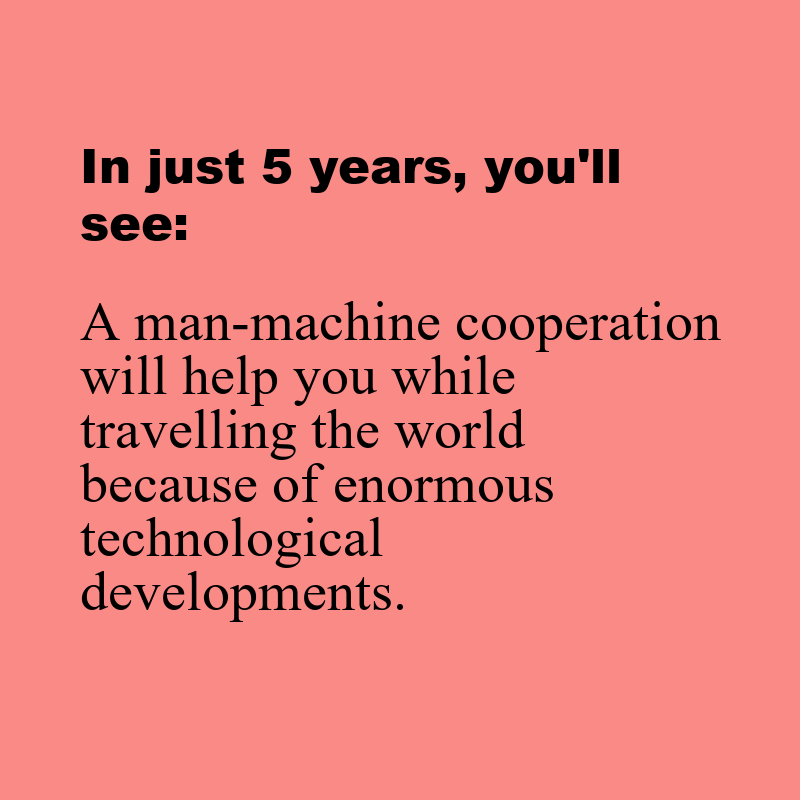 In just 5 years, you'll
see:
A man-machine cooperation
will help you while
travelling the world
because of enormous
technological
developments.